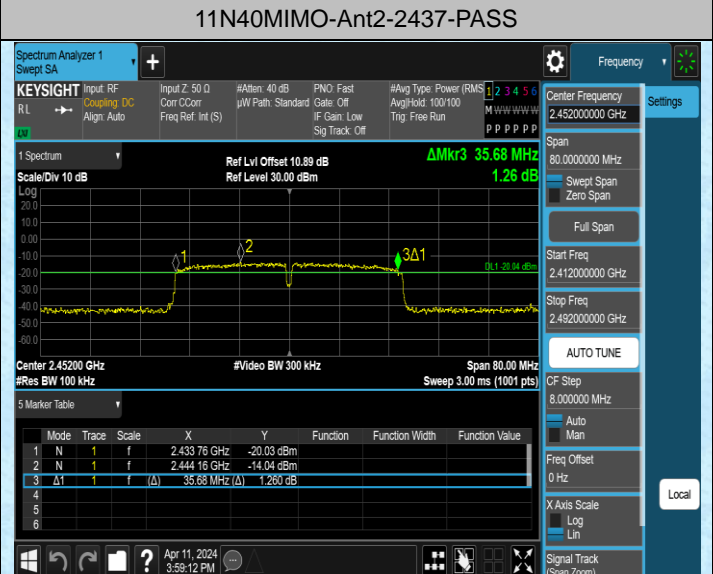 11N40MIMO-Ant2-2437-PASS
Spectrum Analyzer 1
Swept SA
Frequency
KEYSIGHT
RL
Input: RF
Coupling: DC
Align: Auto
Input Z: 50 Ω
Corr CCorr
Freq Ref: Int (S)
#Atten: 40 dB
µW Path: Standard
PNO: Fast
Gate: Off
IF Gain: Low
Sig Track: Off
#Avg Type: Power (RMS
Avg|Hold: 100/100
Trig: Free Run
1 2 3 4 5 6
M W W W W W
P P P P P P
Center Frequency
2.452000000 GHz
Settings
Span
80.0000000 MHz
Swept Span
Zero Span
Full Span
Start Freq
2.412000000 GHz
Stop Freq
2.492000000 GHz
AUTO TUNE
CF Step
8.000000 MHz
Auto
Man
Freq Offset
0 Hz
X Axis Scale
Log
Lin
Signal Track
(Span Zoom)
Local
1 Spectrum
Scale/Div 10 dB
Ref Lvl Offset 10.89 dB
Ref Level 30.00 dBm
ΔMkr3 35.68 MHz
1.26 dB
Log
20.0
10.0
0.00
-10.0
-20.0
-30.0
-40.0
-50.0
-60.0
1
2
3Δ1
DL1 -20.04 dBm
Center 2.45200 GHz
#Video BW 300 kHz
Span 80.00 MHz
#Res BW 100 kHz
Sweep 3.00 ms (1001 pts)
5 Marker Table
Mode Trace Scale X Y Function Function Width Function Value
1 N 1 f 2.433 76 GHz -20.03 dBm
2 N 1 f 2.444 16 GHz -14.04 dBm
3 Δ1 1 f (Δ) 35.68 MHz (Δ) 1.260 dB
4
5
6
Apr 11, 2024
3:59:12 PM